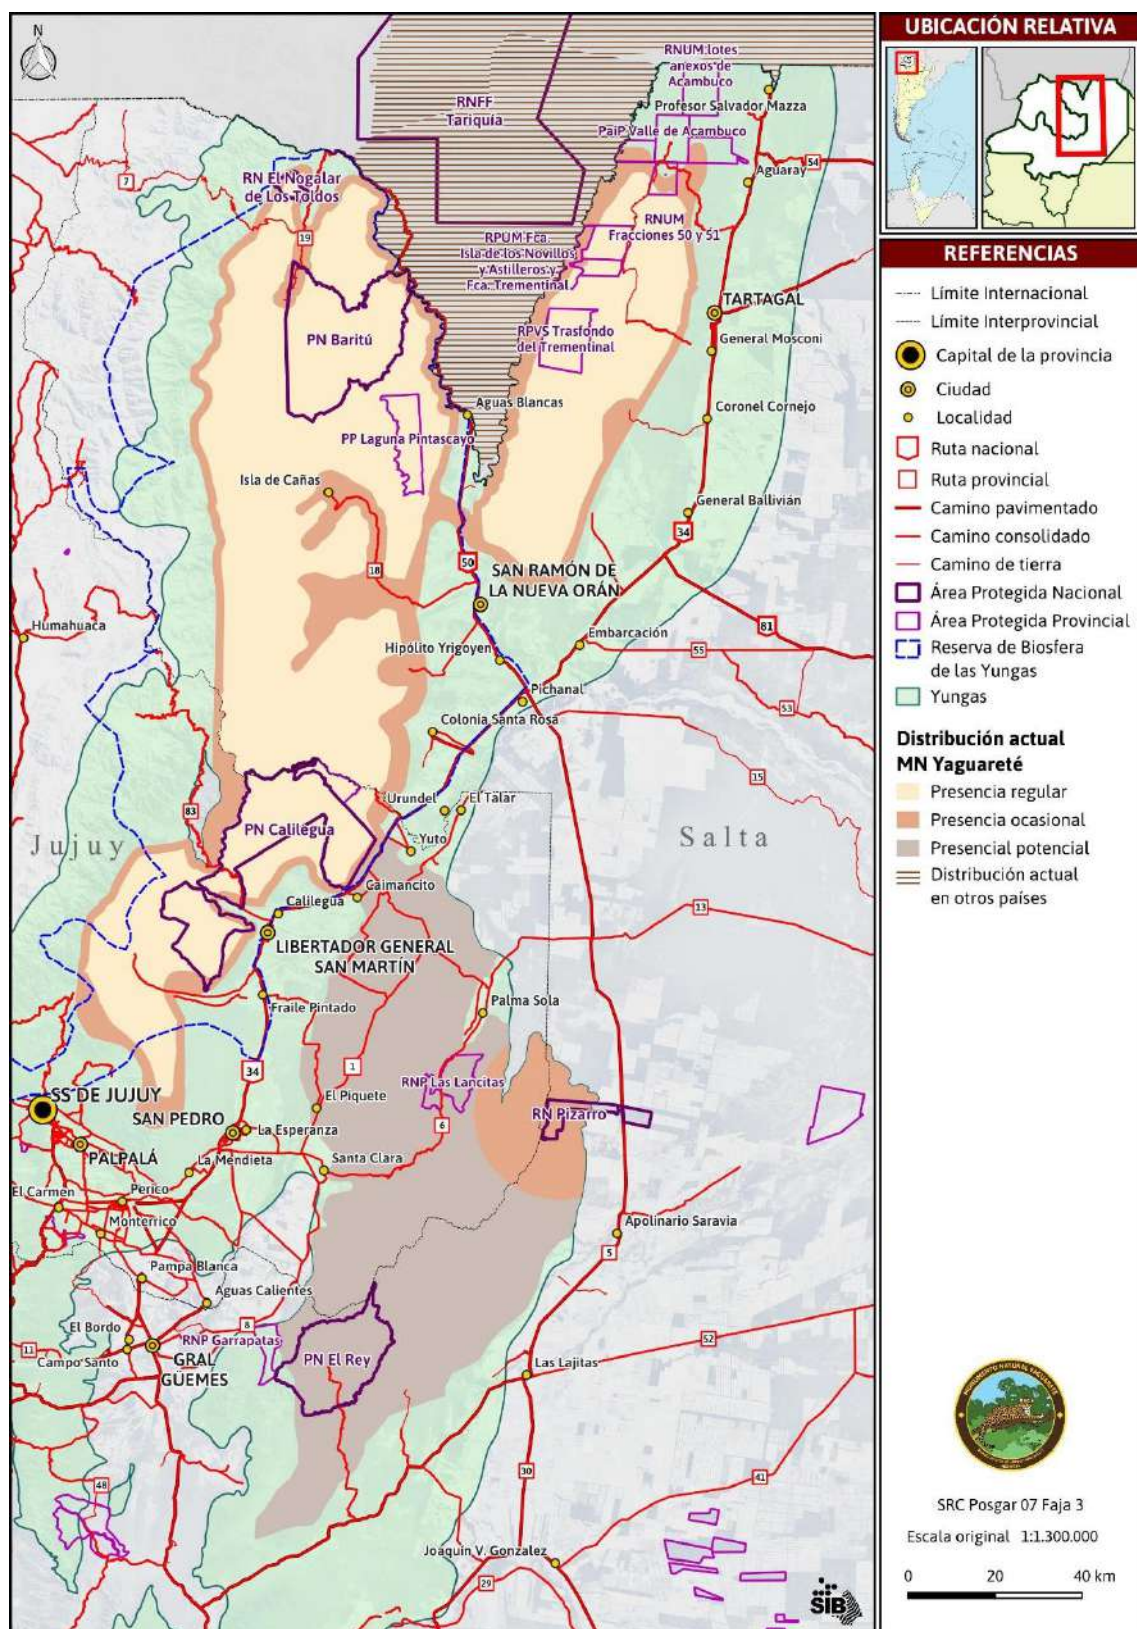 N
RNUM lotes
anexos de
Acambuco
RNFF
Tariquía
Profesor Salvador Mazza
PaiP Valle de Acambuco
54
7
RN El Nogalar
de Los Toldos
Aguaray
19
RPUM Fca.
Isla de los Novillos
y Astilleros y
Fca. Trementinal
RNUM
Fracciones 50 y 51
TARTAGAL
PN Baritú
RPVS Trasfondo
del Trementinal
General Mosconi
Aguas Blancas
Coronel Cornejo
PP Laguna Pintascayo
Isla de Cañas
General Ballivián
34
50
18
SAN RAMÓN DE
LA NUEVA ORÁN
Humahuaca
81
Embarcación
Hipólito Yrigoyen
55
Pichanal
53
Colonia Santa Rosa
15
Urundel
El Talar
83
PN Calilegua
Jujuy
Salta
Yuto
Caimancito
Calilegua
13
LIBERTADOR GENERAL
SAN MARTÍN
Fraile Pintado
Palma Sola
34
1
RNP Las Lancitas
SS DE JUJUY
El Piquete
SAN PEDRO
La Esperanza
6
RN Pizarro
PALPALÁ
La Mendieta
Santa Clara
El Carmen
Perico
Monterrico
Apolinario Saravia
5
Pampa Blanca
Aguas Calientes
El Bordo
8
52
11
RNP Garrapatas
Campo Santo
GRAL
GÜEMES
PN El Rey
Las Lajitas
30
41
48
Joaquín V. Gonzalez
29
SIB
UBICACIÓN RELATIVA
REFERENCIAS
Límite Internacional
Límite Interprovincial
Capital de la provincia
Ciudad
Localidad
Ruta nacional
Ruta provincial
Camino pavimentado
Camino consolidado
Camino de tierra
Área Protegida Nacional
Área Protegida Provincial
Reserva de Biosfera
de las Yungas
Yungas
Distribución actual
MN Yaguareté
Presencia regular
Presencia ocasional
Presencial potencial
Distribución actual
en otros países
MONUMENTO NATURAL YAGUARETÉ
SRC Posgar 07 Faja 3
Escala original 1:1.300.000
0 20 40 km